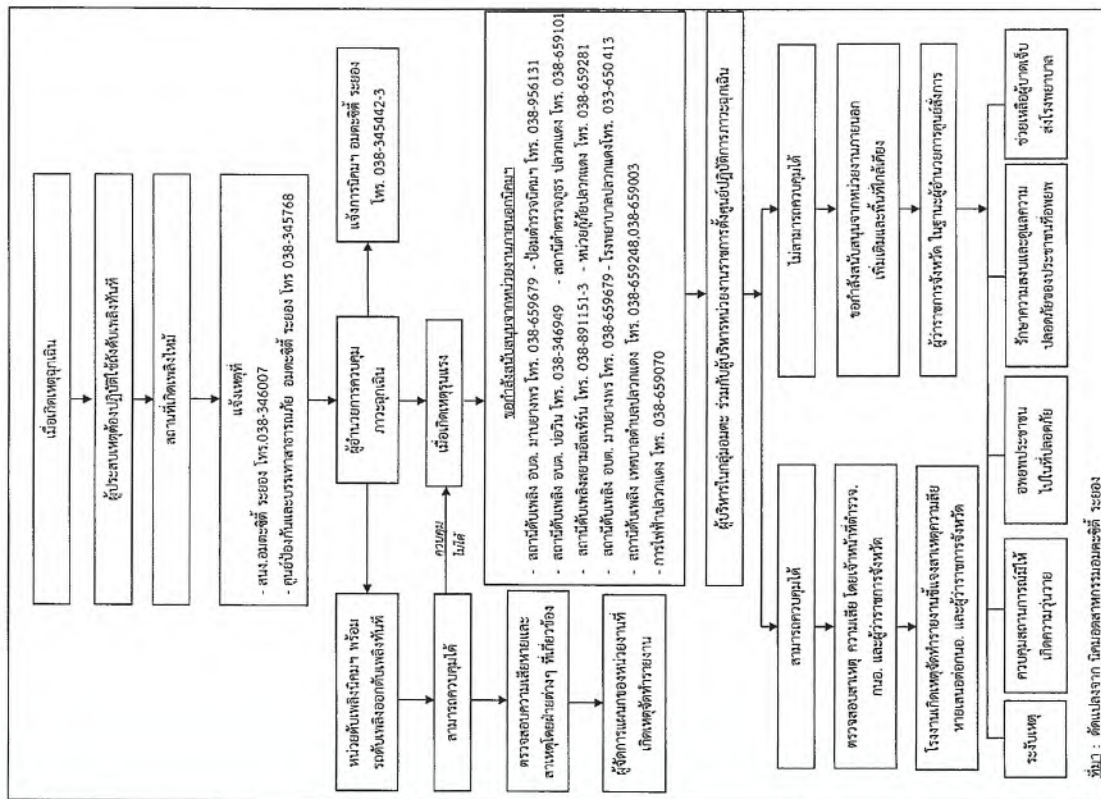 เมื่อเกิดเหตุฉุกเฉิน
ผู้ประสบเหตุต้องปฏิบัติใช้ถังดับเพลิงทันที
สถานที่เกิดเพลิงไหม้
แจ้งเหตุที่
- สนง.อมตะซิตี้ ระยอง โทร.038-346007
- ศูนย์ป้องกันและบรรเทาสาธารณภัย อมตะซิตี้ ระยอง โทร 038-345768
หน่วยดับเพลิงนิคมฯ พร้อม
รถดับเพลิงออกดับเพลิงทันที
ผู้อำนวยการควบคุม
ภาวะฉุกเฉิน
แจ้งการนิคมฯ อมตะซิตี้ ระยอง
โทร. 038-345442-3
สามารถควบคุมได้
ควบคุม
ไม่ได้
เมื่อเกิดเหตุรุนแรง
ตรวจสอบความเสียหายและ
สาเหตุโดยฝ่ายต่างๆ ที่เกี่ยวข้อง
ผู้จัดการแผนกของหน่วยงานที่
เกิดเหตุจัดทำรายงาน
ขอกำลังสนับสนุนจากหน่วยงานภายนอกนิคมฯ
- สถานีดับเพลิง อบต. มาบยางพร โทร. 038-659679 - ป้อมตำรวจนิคมฯ โทร. 038-956131
- สถานีดับเพลิง อบต. บ่อวิน โทร. 038-346949 - สถานีตำรวจภูธร ปลวกแดง โทร. 038-659101
- สถานีดับเพลิงสยามอีสเทิร์น โทร. 038-891151-3 - หน่วยกู้ภัยปลวกแดง โทร. 038-659281
- สถานีดับเพลิง อบต. มาบยางพร โทร. 038-659679 - โรงพยาบาลปลวกแดงโทร. 033-650 413
- สถานีดับเพลิง เทศบาลตำบลปลวกแดง โทร. 038-659248,038-659003
- การไฟฟ้าปลวกแดง โทร. 038-659070
ผู้บริหารในกลุ่มอมตะ ร่วมกับผู้บริหารหน่วยงานราชการตั้งศูนย์ปฏิบัติการภาวะฉุกเฉิน
สามารถควบคุมได้
ตรวจสอบสาเหตุ ความเสีย โดยเจ้าหน้าที่ตำรวจ,
กนอ. และผู้ว่าราชการจังหวัด
โรงงานเกิดเหตุจัดทำรายงานชี้แจงสาเหตุความเสีย
หายเสนอต่อกนอ. และผู้ว่าราชการจังหวัด
ไม่สามารถควบคุมได้
ขอกำลังสนับสนุนจากหน่วยงานภายนอก
เพิ่มเติมและพื้นที่ใกล้เคียง
ผู้ว่าราชการจังหวัด ในฐานะผู้อำนวยการศูนย์สั่งการ
ระงับเหตุ
ควบคุมสถานการณ์มิให้
เกิดความวุ่นวาย
อพยพประชาชน
ไปในที่ปลอดภัย
รักษาความสงบและดูแลความ
ปลอดภัยของประชาชนที่อพยพ
ช่วยเหลือผู้บาดเจ็บ
ส่งโรงพยาบาล
ที่มา : ดัดแปลงจาก นิคมอุตสาหกรรมอมตะซิตี้ ระยอง